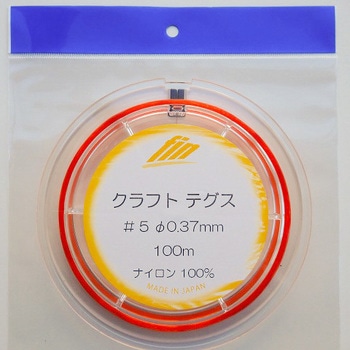 fin
クラフト テグス
# 5 φ0.37mm
100m
ナイロン 100%
MADE IN JAPAN